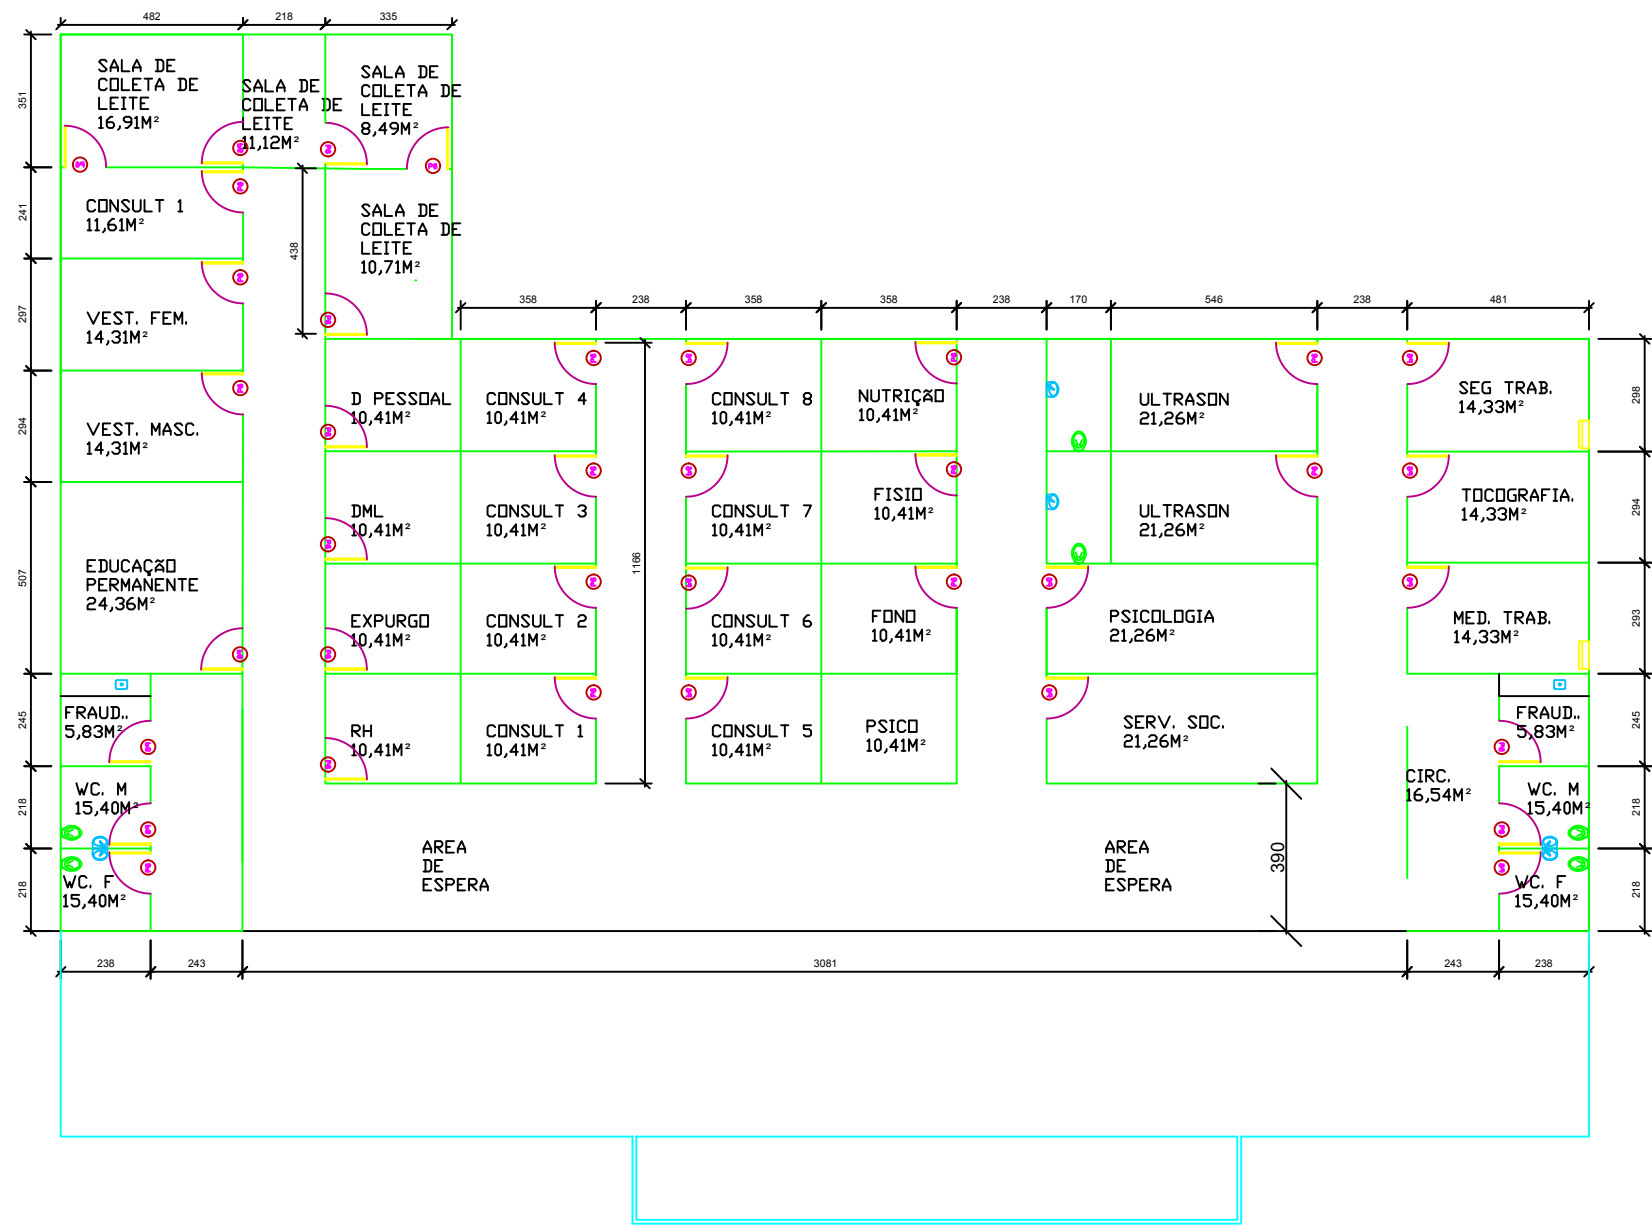 482
218
335
SALA DE
COLETA DE
LEITE
16,91M²
SALA DE
COLETA DE
LEITE
11,12M²
SALA DE
COLETA DE
LEITE
8,49M²
351
241
297
294
507
245
218
218
CONSULT 1
11,61M²
438
SALA DE
COLETA DE
LEITE
10,71M²
VEST. FEM.
14,31M²
VEST. MASC.
14,31M²
EDUCAÇÃO
PERMANENTE
24,36M²
358
238
358
358
238
170
546
238
481
D PESSOAL
10,41M²
CONSULT 4
10,41M²
CONSULT 8
10,41M²
NUTRIÇÃO
10,41M²
ULTRASON
21,26M²
SEG TRAB.
14,33M²
298
DML
10,41M²
CONSULT 3
10,41M²
1166
CONSULT 7
10,41M²
FISIO
10,41M²
ULTRASON
21,26M²
TOCOGRAFIA.
14,33M²
294
EXPURGO
10,41M²
CONSULT 2
10,41M²
CONSULT 6
10,41M²
FONO
10,41M²
PSICOLOGIA
21,26M²
MED. TRAB.
14,33M²
293
FRAUD..
5,83M²
RH
10,41M²
CONSULT 1
10,41M²
CONSULT 5
10,41M²
PSICO
10,41M²
SERV. SOC.
21,26M²
FRAUD..
5,83M²
245
WC. M
15,40M²
CIRC.
16,54M²
WC. M
15,40M²
218
WC. F
15,40M²
AREA
DE
ESPERA
AREA
DE
ESPERA
390
WC. F
15,40M²
218
238
243
3081
243
238